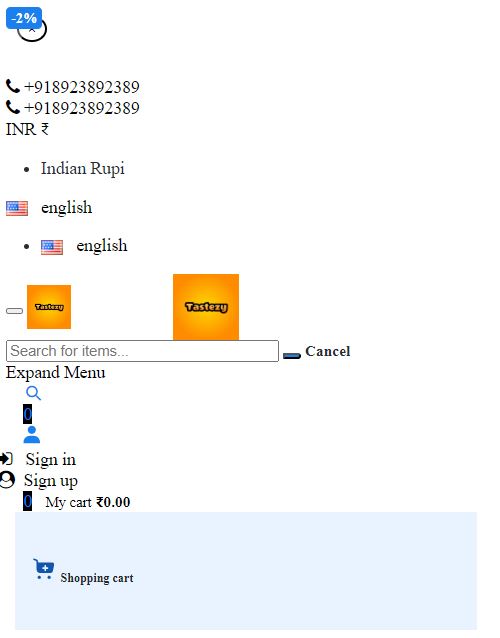 -2%
+918923892389
+918923892389
INR ₹
Indian Rupi
english
english
Tastezy
Tastezy
Search for items...
Cancel
Expand Menu
0
Sign in
Sign up
0 My cart ₹0.00
Shopping cart